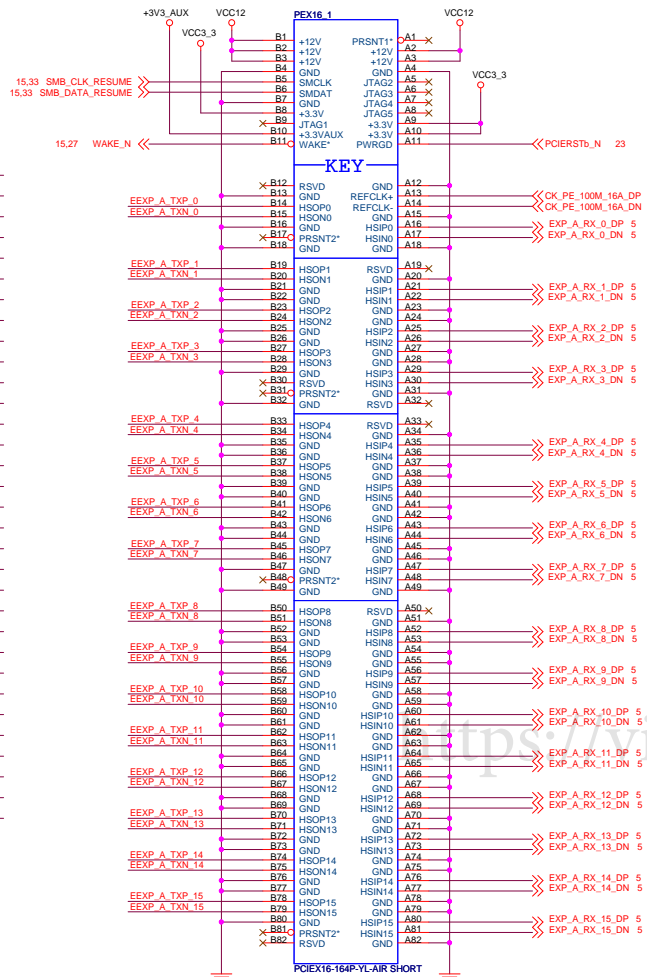 +3V3_AUX VCC12 PEX16_1 VCC12
VCC3_3
B1 +12V PRSNT1* A1
B2 +12V +12V A2
B3 +12V +12V A3
B4 GND GND A4
VCC3_3
15,33 SMB_CLK_RESUME B5 SMCLK JTAG2 A5
15,33 SMB_DATA_RESUME B6 SMDAT JTAG3 A6
B7 GND JTAG4 A7
B8 +3.3V JTAG5 A8
B9 JTAG1 +3.3V A9
B10 +3.3VAUX +3.3V A10
15,27 WAKE_N B11 WAKE* PWRGD A11 PCIERSTb_N 23
KEY
B12 RSVD GND A12
B13 GND REFCLK+ A13 CK_PE_100M_16A_DP
EEXP_A_TXP_0 B14 HSOP0 REFCLK- A14 CK_PE_100M_16A_DN
EEXP_A_TXN_0 B15 HSON0 GND A15
B16 GND HSIP0 A16 EXP_A_RX_0_DP 5
B17 PRSNT2* HSIN0 A17 EXP_A_RX_0_DN 5
B18 GND GND A18
EEXP_A_TXP_1 B19 HSOP1 RSVD A19
EEXP_A_TXN_1 B20 HSON1 GND A20
B21 GND HSIP1 A21 EXP_A_RX_1_DP 5
B22 GND HSIN1 A22 EXP_A_RX_1_DN 5
EEXP_A_TXP_2 B23 HSOP2 GND A23
EEXP_A_TXN_2 B24 HSON2 GND A24
B25 GND HSIP2 A25 EXP_A_RX_2_DP 5
B26 GND HSIN2 A26 EXP_A_RX_2_DN 5
EEXP_A_TXP_3 B27 HSOP3 GND A27
EEXP_A_TXN_3 B28 HSON3 GND A28
B29 GND HSIP3 A29 EXP_A_RX_3_DP 5
B30 RSVD HSIN3 A30 EXP_A_RX_3_DN 5
B31 PRSNT2* GND A31
B32 GND RSVD A32
EEXP_A_TXP_4 B33 HSOP4 RSVD A33
EEXP_A_TXN_4 B34 HSON4 GND A34
B35 GND HSIP4 A35 EXP_A_RX_4_DP 5
B36 GND HSIN4 A36 EXP_A_RX_4_DN 5
EEXP_A_TXP_5 B37 HSOP5 GND A37
EEXP_A_TXN_5 B38 HSON5 GND A38
B39 GND HSIP5 A39 EXP_A_RX_5_DP 5
B40 GND HSIN5 A40 EXP_A_RX_5_DN 5
EEXP_A_TXP_6 B41 HSOP6 GND A41
EEXP_A_TXN_6 B42 HSON6 GND A42
B43 GND HSIP6 A43 EXP_A_RX_6_DP 5
B44 GND HSIN6 A44 EXP_A_RX_6_DN 5
EEXP_A_TXP_7 B45 HSOP7 GND A45
EEXP_A_TXN_7 B46 HSON7 GND A46
B47 GND HSIP7 A47 EXP_A_RX_7_DP 5
B48 PRSNT2* HSIN7 A48 EXP_A_RX_7_DN 5
B49 GND GND A49
EEXP_A_TXP_8 B50 HSOP8 RSVD A50
EEXP_A_TXN_8 B51 HSON8 GND A51
B52 GND HSIP8 A52 EXP_A_RX_8_DP 5
B53 GND HSIN8 A53 EXP_A_RX_8_DN 5
EEXP_A_TXP_9 B54 HSOP9 GND A54
EEXP_A_TXN_9 B55 HSON9 GND A55
B56 GND HSIP9 A56 EXP_A_RX_9_DP 5
B57 GND HSIN9 A57 EXP_A_RX_9_DN 5
EEXP_A_TXP_10 B58 HSOP10 GND A58
EEXP_A_TXN_10 B59 HSON10 GND A59
B60 GND HSIP10 A60 EXP_A_RX_10_DP 5
B61 GND HSIN10 A61 EXP_A_RX_10_DN 5
EEXP_A_TXP_11 B62 HSOP11 GND A62
EEXP_A_TXN_11 B63 HSON11 GND A63
B64 GND HSIP11 A64 EXP_A_RX_11_DP 5
B65 GND HSIN11 A65 EXP_A_RX_11_DN 5
https://vi
EEXP_A_TXP_12 B66 HSOP12 GND A66
EEXP_A_TXN_12 B67 HSON12 GND A67
B68 GND HSIP12 A68 EXP_A_RX_12_DP 5
B69 GND HSIN12 A69 EXP_A_RX_12_DN 5
EEXP_A_TXP_13 B70 HSOP13 GND A70
EEXP_A_TXN_13 B71 HSON13 GND A71
B72 GND HSIP13 A72 EXP_A_RX_13_DP 5
B73 GND HSIN13 A73 EXP_A_RX_13_DN 5
EEXP_A_TXP_14 B74 HSOP14 GND A74
EEXP_A_TXN_14 B75 HSON14 GND A75
B76 GND HSIP14 A76 EXP_A_RX_14_DP 5
B77 GND HSIN14 A77 EXP_A_RX_14_DN 5
EEXP_A_TXP_15 B78 HSOP15 GND A78
EEXP_A_TXN_15 B79 HSON15 GND A79
B80 GND HSIP15 A80 EXP_A_RX_15_DP 5
B81 PRSNT2* HSIN15 A81 EXP_A_RX_15_DN 5
B82 RSVD GND A82
PCIEX16-164P-YL-AIR SHORT